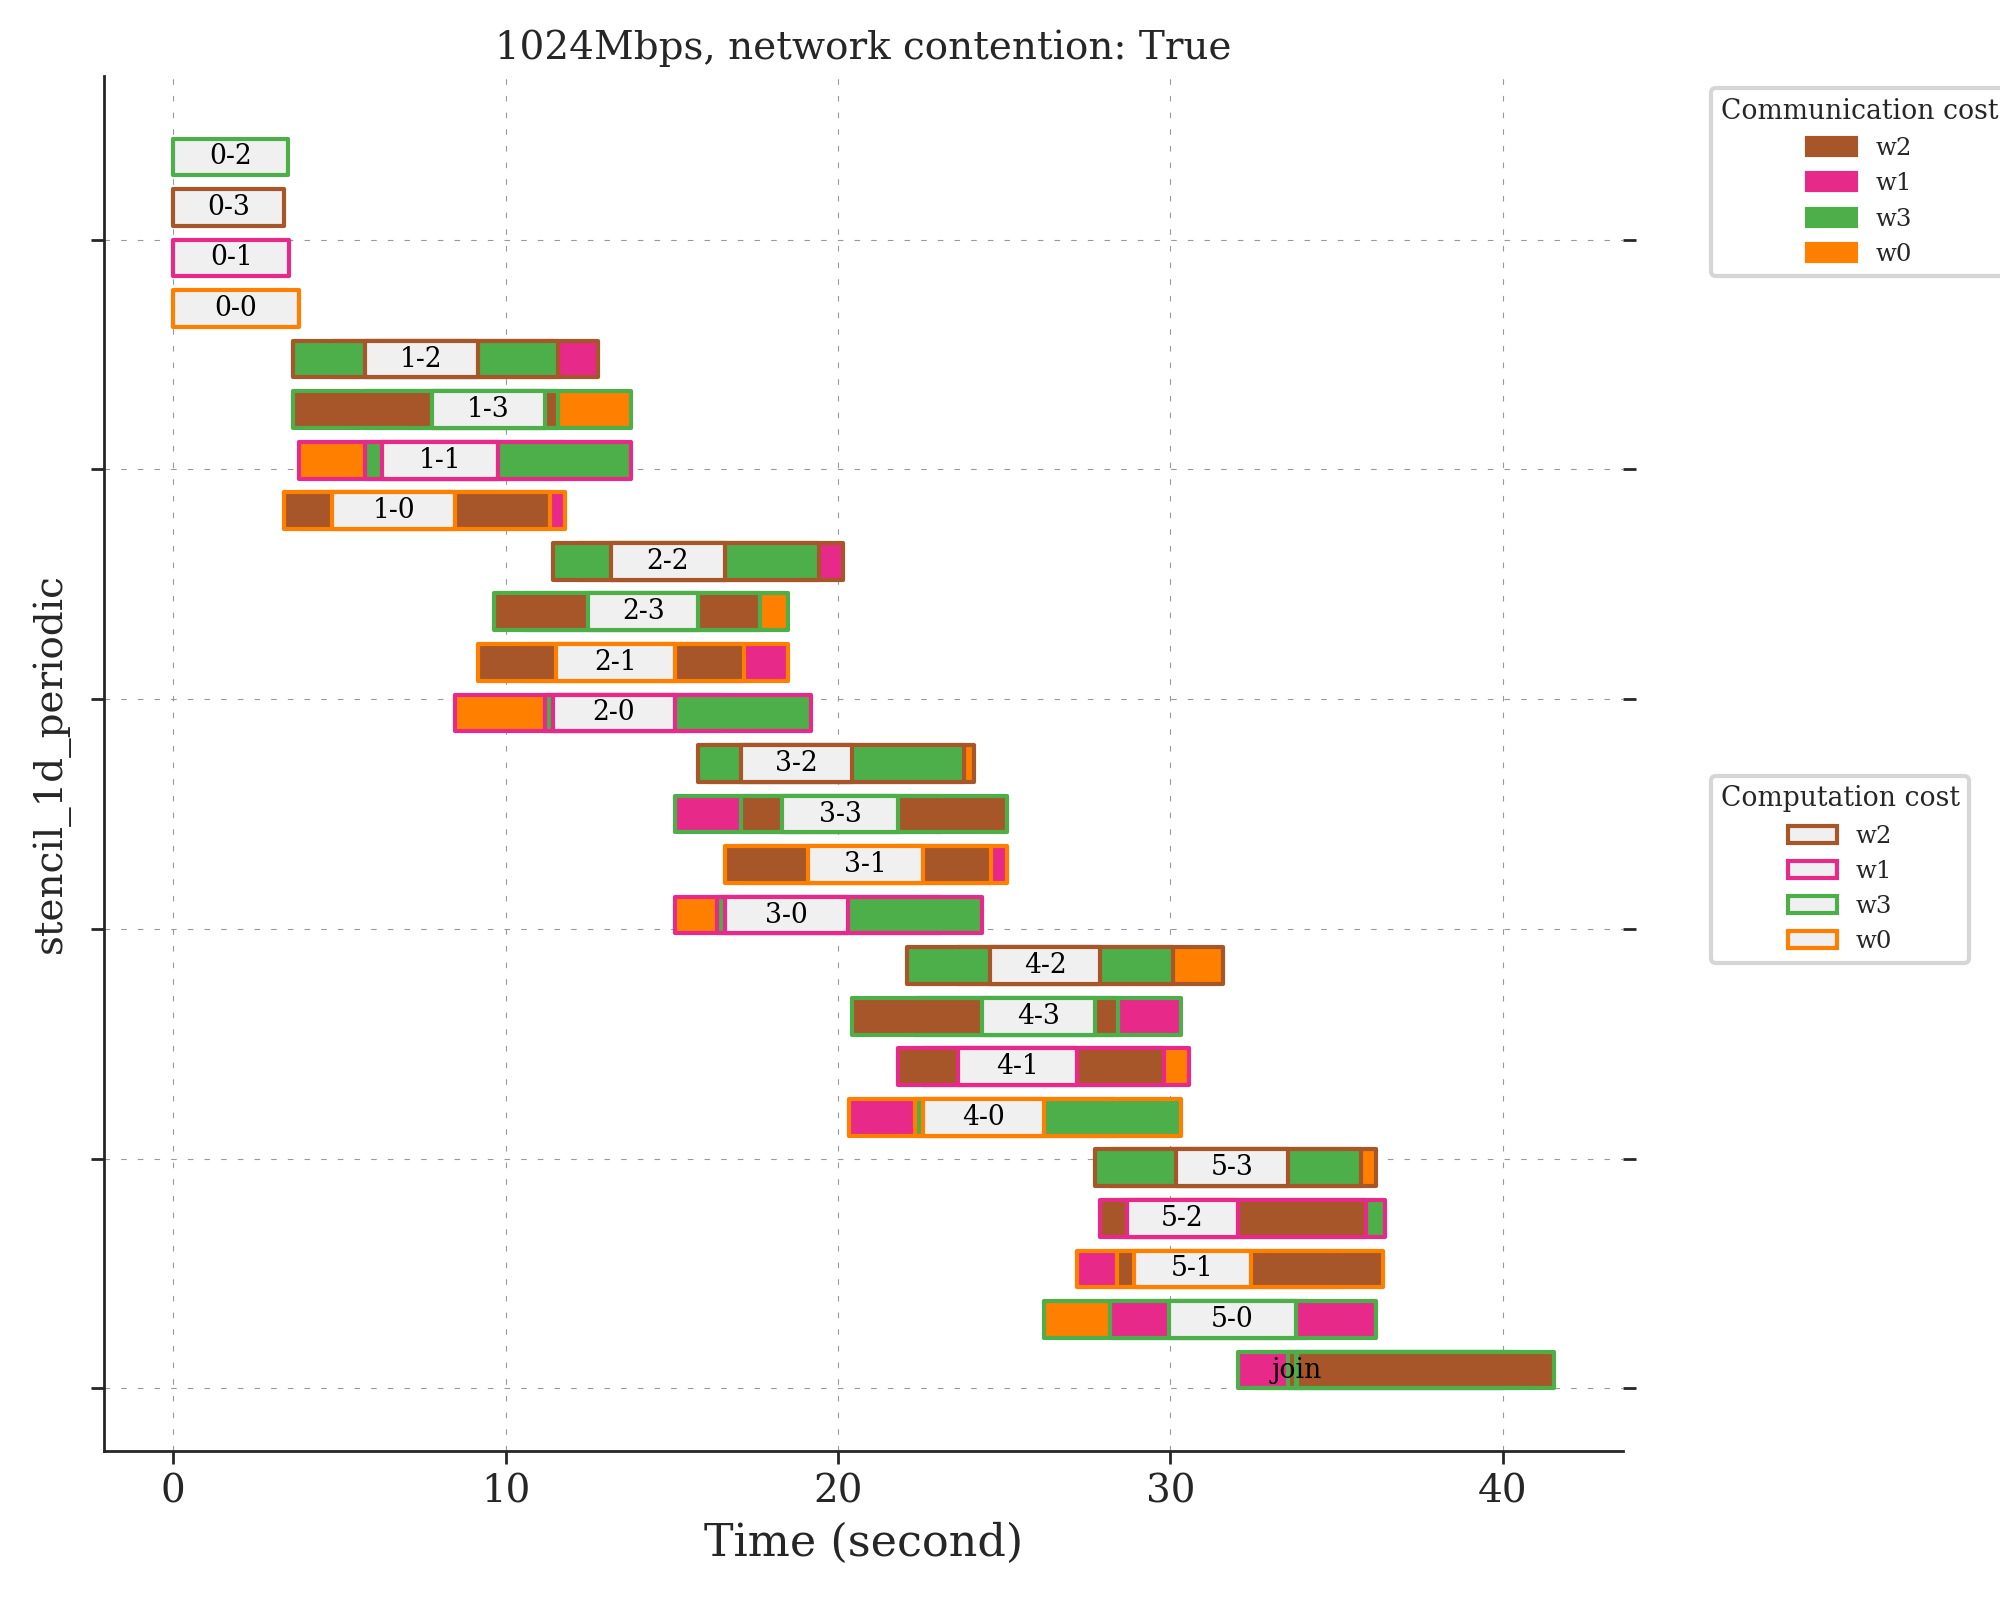 1024Mbps, network contention: True
Communication cost
w2
w1
w3
w0
0-2
0-3
0-1
0-0
1-2
1-3
1-1
1-0
2-2
2-3
2-1
2-0
3-2
3-3
3-1
3-0
4-2
4-3
4-1
4-0
5-3
5-2
5-1
5-0
join
Computation cost
w2
w1
w3
w0
stencil_1d_periodic
0
10
20
30
40
Time (second)